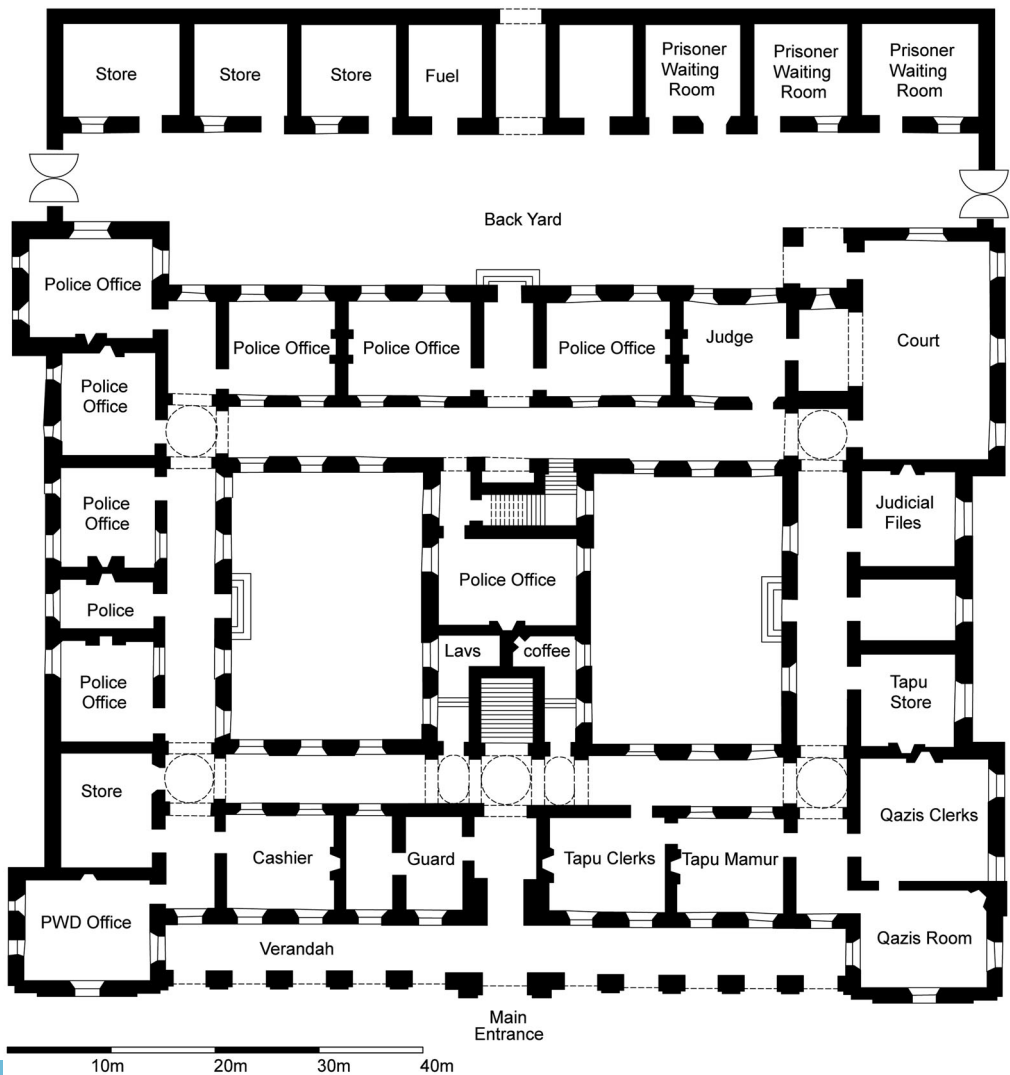 Store
Store
Store
Fuel
Prisoner
Waiting
Room
Prisoner
Waiting
Room
Prisoner
Waiting
Room
Back Yard
Police Office
Police Office
Police Office
Police Office
Judge
Court
Police
Office
Police
Office
Judicial
Files
Police Office
Police
Lavs
coffee
Police
Office
Tapu
Store
Store
Qazis Clerks
Cashier
Guard
Tapu Clerks
Tapu Mamur
PWD Office
Verandah
Qazis Room
Main
Entrance
10m
20m
30m
40m